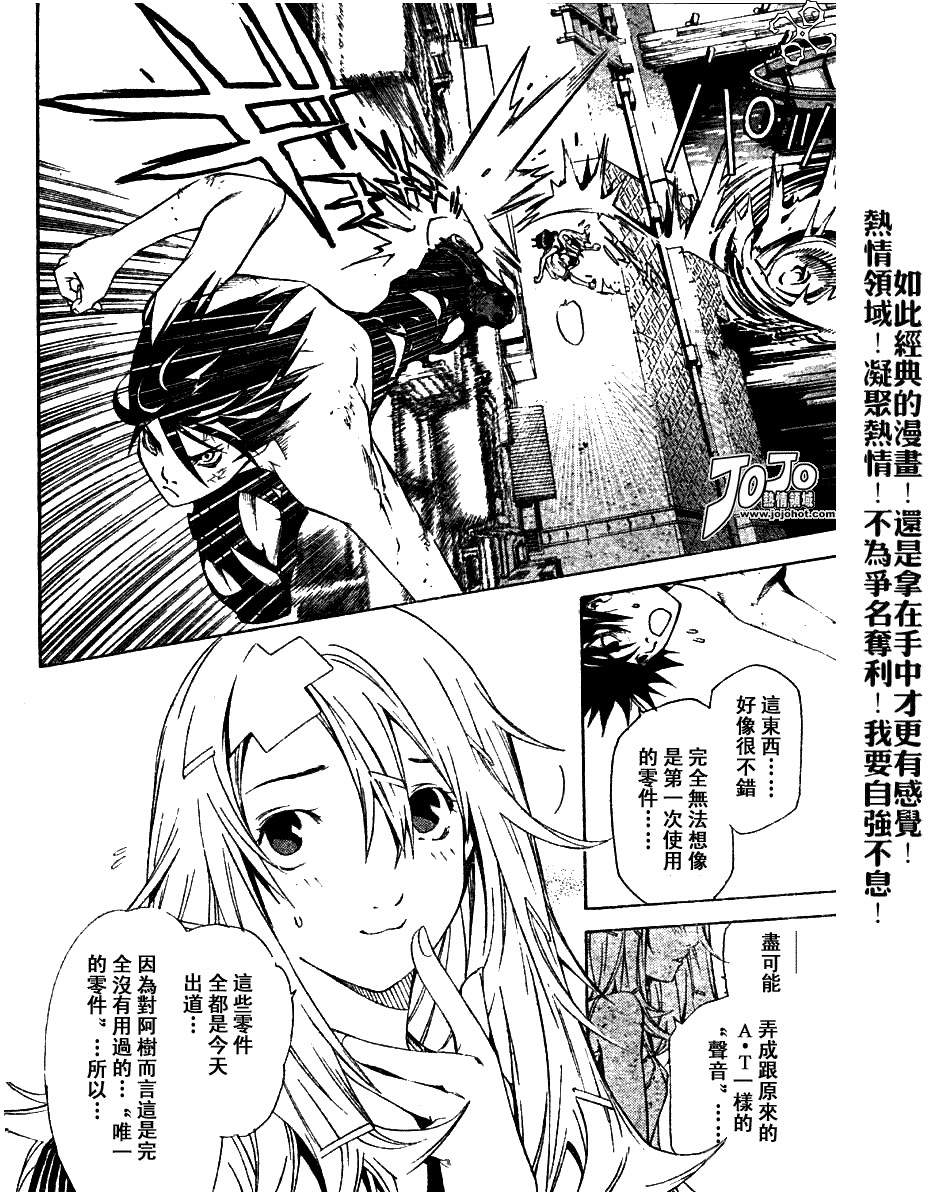 如此經典的漫畫！還是拿在手中才更有感覺！
熱情領域！凝聚熱情！不為爭名奪利！我要自強不息！
JOJO
熱情領域
www.jojohot.com
這東西……
好像很不錯
完全無法想像
是第一次使用
的零件……
盡可能
弄成跟原來的
A・T一樣的
“聲音”……
這些零件
全都是今天
出道…
因為對阿樹而言這是完
全沒有用過的…“唯一
的零件”…所以…